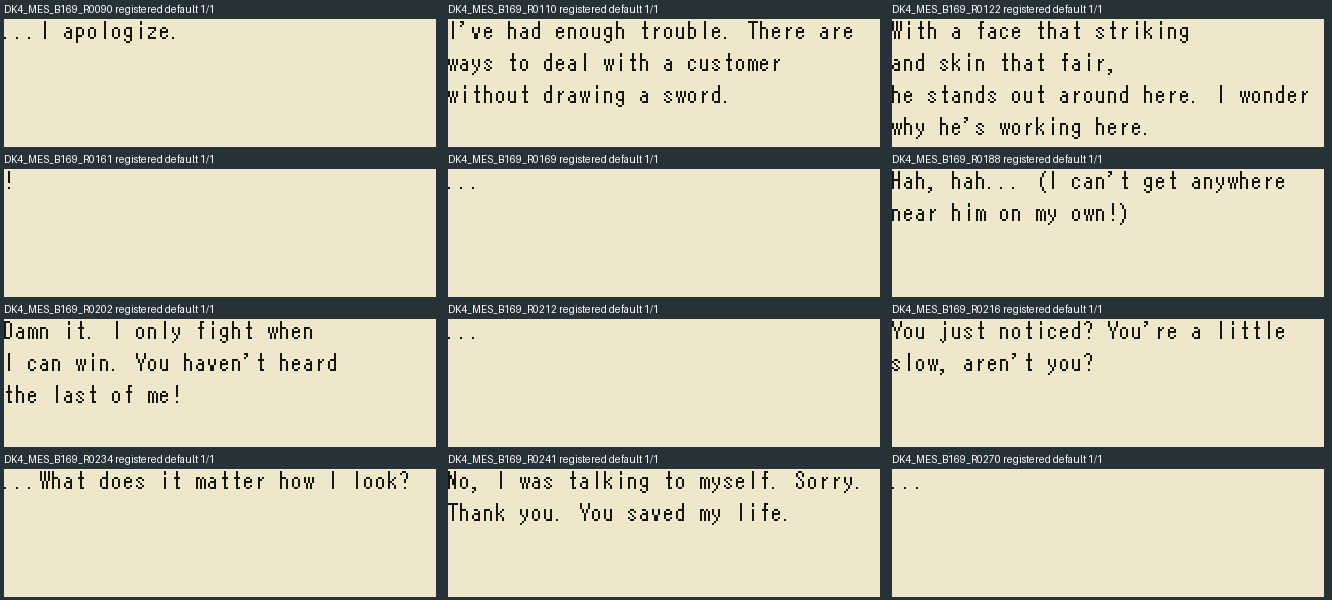 DK4_MES_B169_R0090 registered default 1/1
...I apologize.
DK4_MES_B169_R0110 registered default 1/1
I've had enough trouble. There are
ways to deal with a customer
without drawing a sword.
DK4_MES_B169_R0122 registered default 1/1
With a face that striking
and skin that fair,
he stands out around here. I wonder
why he's working here.
DK4_MES_B169_R0161 registered default 1/1
!
DK4_MES_B169_R0169 registered default 1/1
...
DK4_MES_B169_R0188 registered default 1/1
Hah, hah... (I can't get anywhere
near him on my own!)
DK4_MES_B169_R0202 registered default 1/1
Damn it. I only fight when
I can win. You haven't heard
the last of me!
DK4_MES_B169_R0212 registered default 1/1
...
DK4_MES_B169_R0216 registered default 1/1
You just noticed? You're a little
slow, aren't you?
DK4_MES_B169_R0234 registered default 1/1
...What does it matter how I look?
DK4_MES_B169_R0241 registered default 1/1
No, I was talking to myself. Sorry.
Thank you. You saved my life.
DK4_MES_B169_R0270 registered default 1/1
...